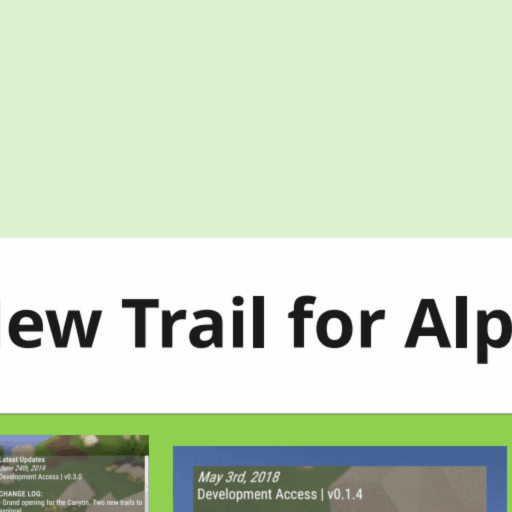 ew Trail for Alp
Latest Updates
June 24th, 2019
Development Access | v0.3.0
CHANGE LOG:
- Grand opening for the Canyon. Two new trails to
explore!
May 3rd, 2018
Development Access | v0.1.4